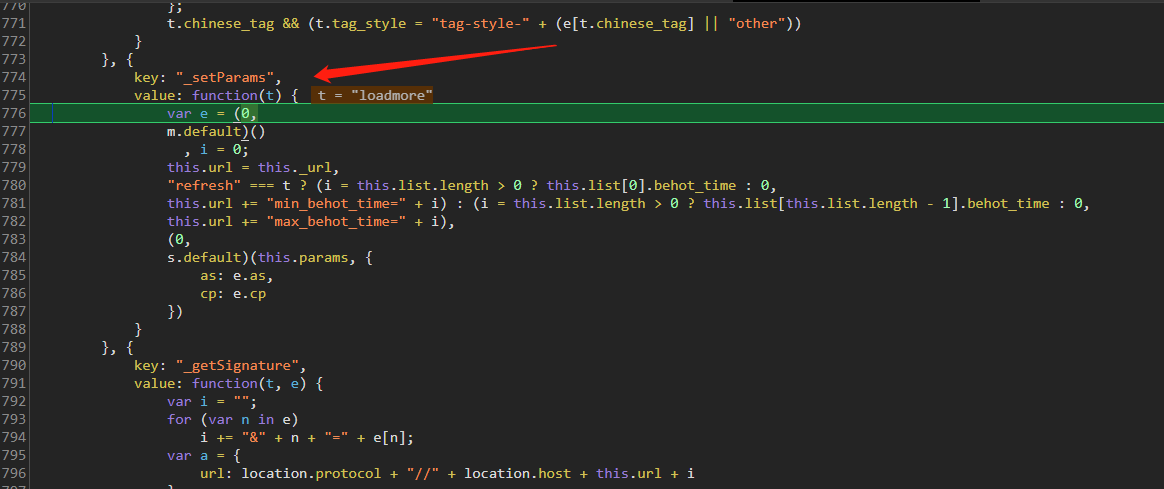 770 };
771 t.chinese_tag && (t.tag_style = "tag-style-" + (e[t.chinese_tag] || "other"))
772 }
773 }, {
774 key: "_setParams",
775 value: function(t) { t = "loadmore"
776 var e = (0,
777 m.default)()
778 , i = 0;
779 this.url = this._url,
780 "refresh" === t ? (i = this.list.length > 0 ? this.list[0].behot_time : 0,
781 this.url += "min_behot_time=" + i) : (i = this.list.length > 0 ? this.list[this.list.length - 1].behot_time : 0,
782 this.url += "max_behot_time=" + i),
783 (0,
784 s.default)(this.params, {
785 as: e.as,
786 cp: e.cp
787 })
788 }
789 }, {
790 key: "_getSignature",
791 value: function(t, e) {
792 var i = "";
793 for (var n in e)
794 i += "&" + n + "=" + e[n];
795 var a = {
796 url: location.protocol + "//" + location.host + this.url + i